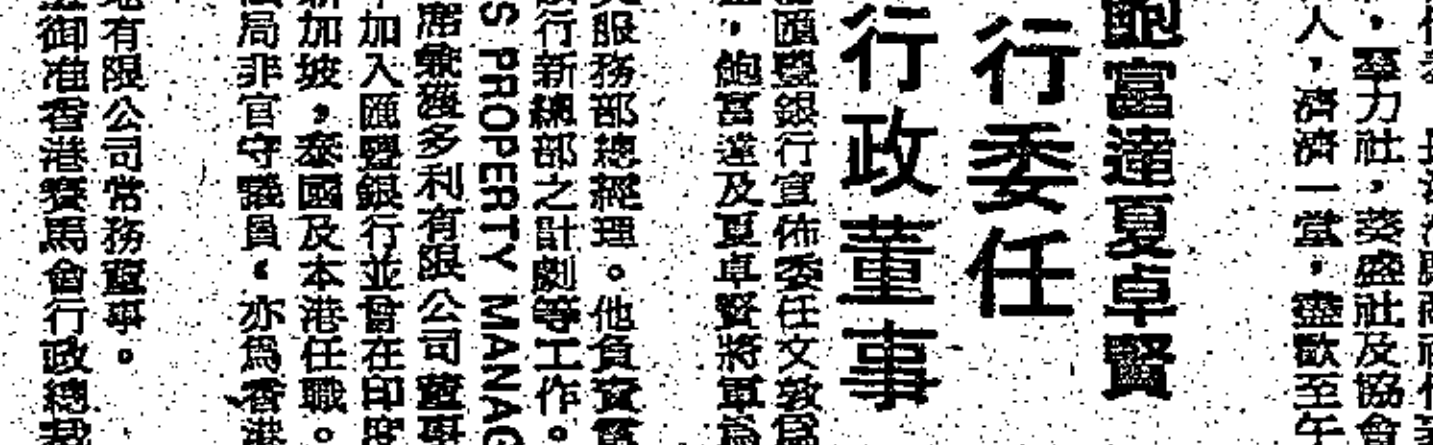 力社，葵盛社及協會
人，濟濟一堂，盡歡至午
鮑富達夏卓賢
行委任
行政董事
匯豐銀行宣佈委任文
，鮑富達及夏卓賢將軍為
服務部總經理。他負責
行新總部之計劃等工作。
S PROPERTY MANAG
席兼獲多利有限公司董事
加入匯豐銀行並曾在印度
加坡，泰國及本港任職。
局非官守議員，亦為香港
有限公司常務董事。
御准香港賽馬會行政總裁